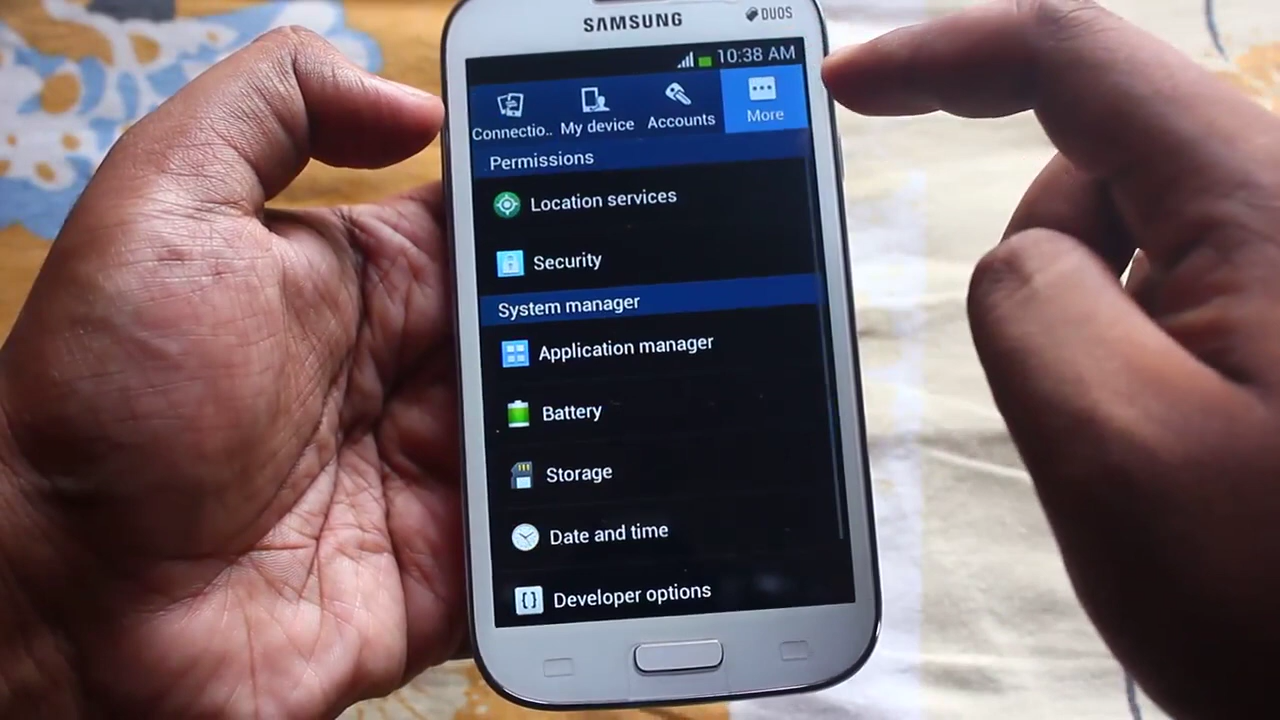 SAMSUNG
DUOS
10:38 AM
Connectio..
My device
Accounts
More
Permissions
Location services
Security
System manager
Application manager
Battery
Storage
Date and time
Developer options